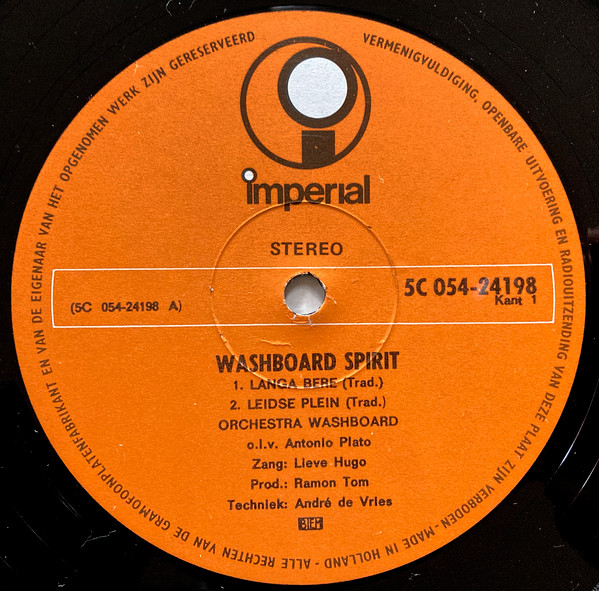 VERMENIGVULDIGING, OPENBARE UITVOERING EN RADIOUITZENDING VAN DEZE PLAAT ZIJN VERBODEN - MADE IN HOLLAND - ALLE RECHTEN VAN DE GRAMOFOONPLATENFABRIKANT EN VAN DE EIGENAAR VAN HET OPGENOMEN WERK ZIJN GERESERVEERD
i
imperial
STEREO
(5C 054-24198 A)
5C 054-24198
Kant 1
WASHBOARD SPIRIT
1. LANGA BERE (Trad.)
2. LEIDSE PLEIN (Trad.)
ORCHESTRA WASHBOARD
o.l.v. Antonio Plato
Zang: Lieve Hugo
Prod.: Ramon Tom
Techniek: André de Vries
BIEM